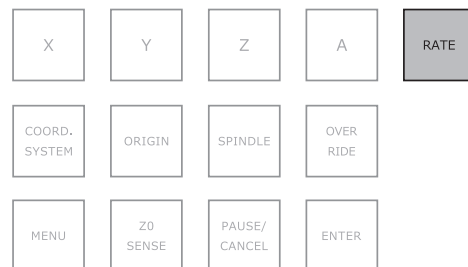 X Y Z A RATE
COORD. SYSTEM ORIGIN SPINDLE OVER RIDE
MENU Z0 SENSE PAUSE/ CANCEL ENTER